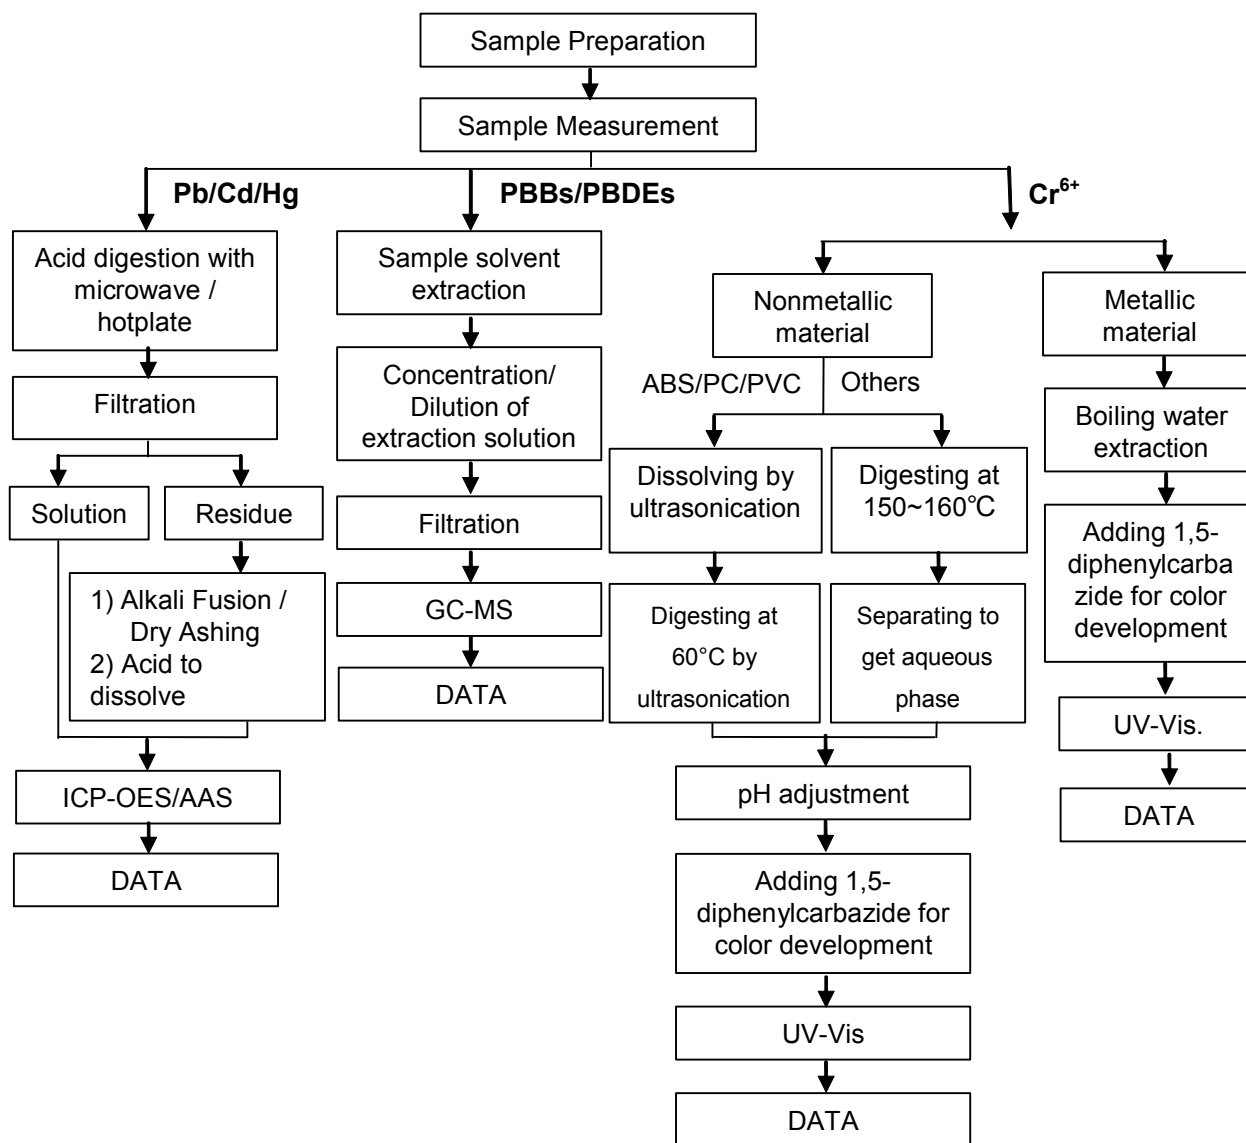 Sample Preparation
Sample Measurement
Pb/Cd/Hg
PBBs/PBDEs
Cr⁶⁺
Acid digestion with
microwave /
hotplate
Filtration
Solution
Residue
1) Alkali Fusion /
Dry Ashing
2) Acid to
dissolve
ICP-OES/AAS
DATA
Sample solvent
extraction
Concentration/
Dilution of
extraction solution
Filtration
GC-MS
DATA
Nonmetallic
material
ABS/PC/PVC
Others
Dissolving by
ultrasonication
Digesting at
60°C by
ultrasonication
Digesting at
150~160℃
Separating to
get aqueous
phase
pH adjustment
Adding 1,5-
diphenylcarbazide for
color development
UV-Vis
DATA
Metallic
material
Boiling water
extraction
Adding 1,5-
diphenylcarba
zide for color
development
UV-Vis.
DATA